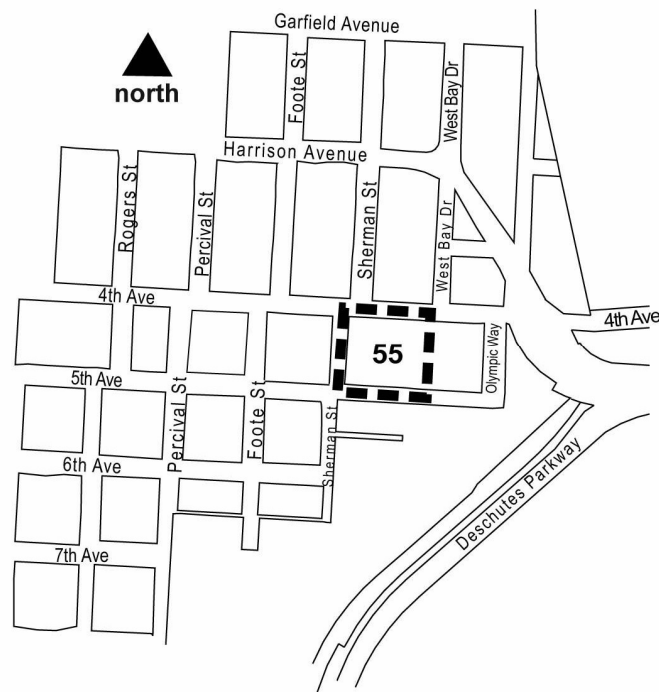 Garfield Avenue
north
Foote St
West Bay Dr
Harrison Avenue
Rogers St
Percival St
Sherman St
West Bay Dr
4th Ave
4th Ave
55
Olympic Way
5th Ave
Percival St
Foote St
Sherman St
6th Ave
Deschutes Parkway
7th Ave